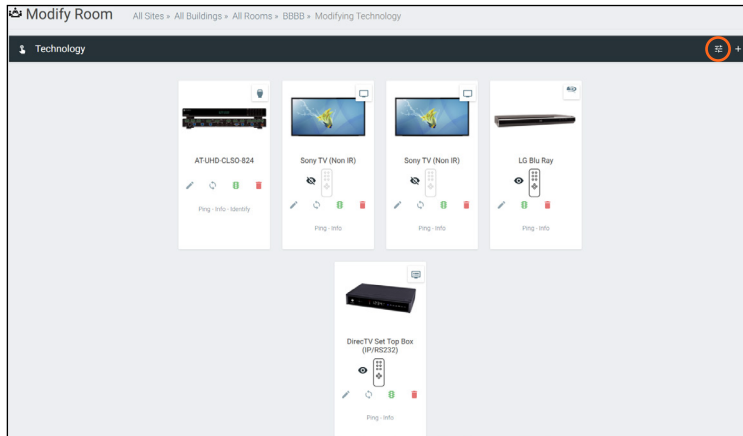 Modify Room
All Sites » All Buildings » All Rooms » BBBB » Modifying Technology
Technology
AT-UHD-CLSO-824
Ping - Info - Identify
Sony TV (Non IR)
Ping - Info
Sony TV (Non IR)
Ping - Info
LG Blu Ray
Ping - Info
DirecTV Set Top Box
(IP/RS232)
Ping - Info